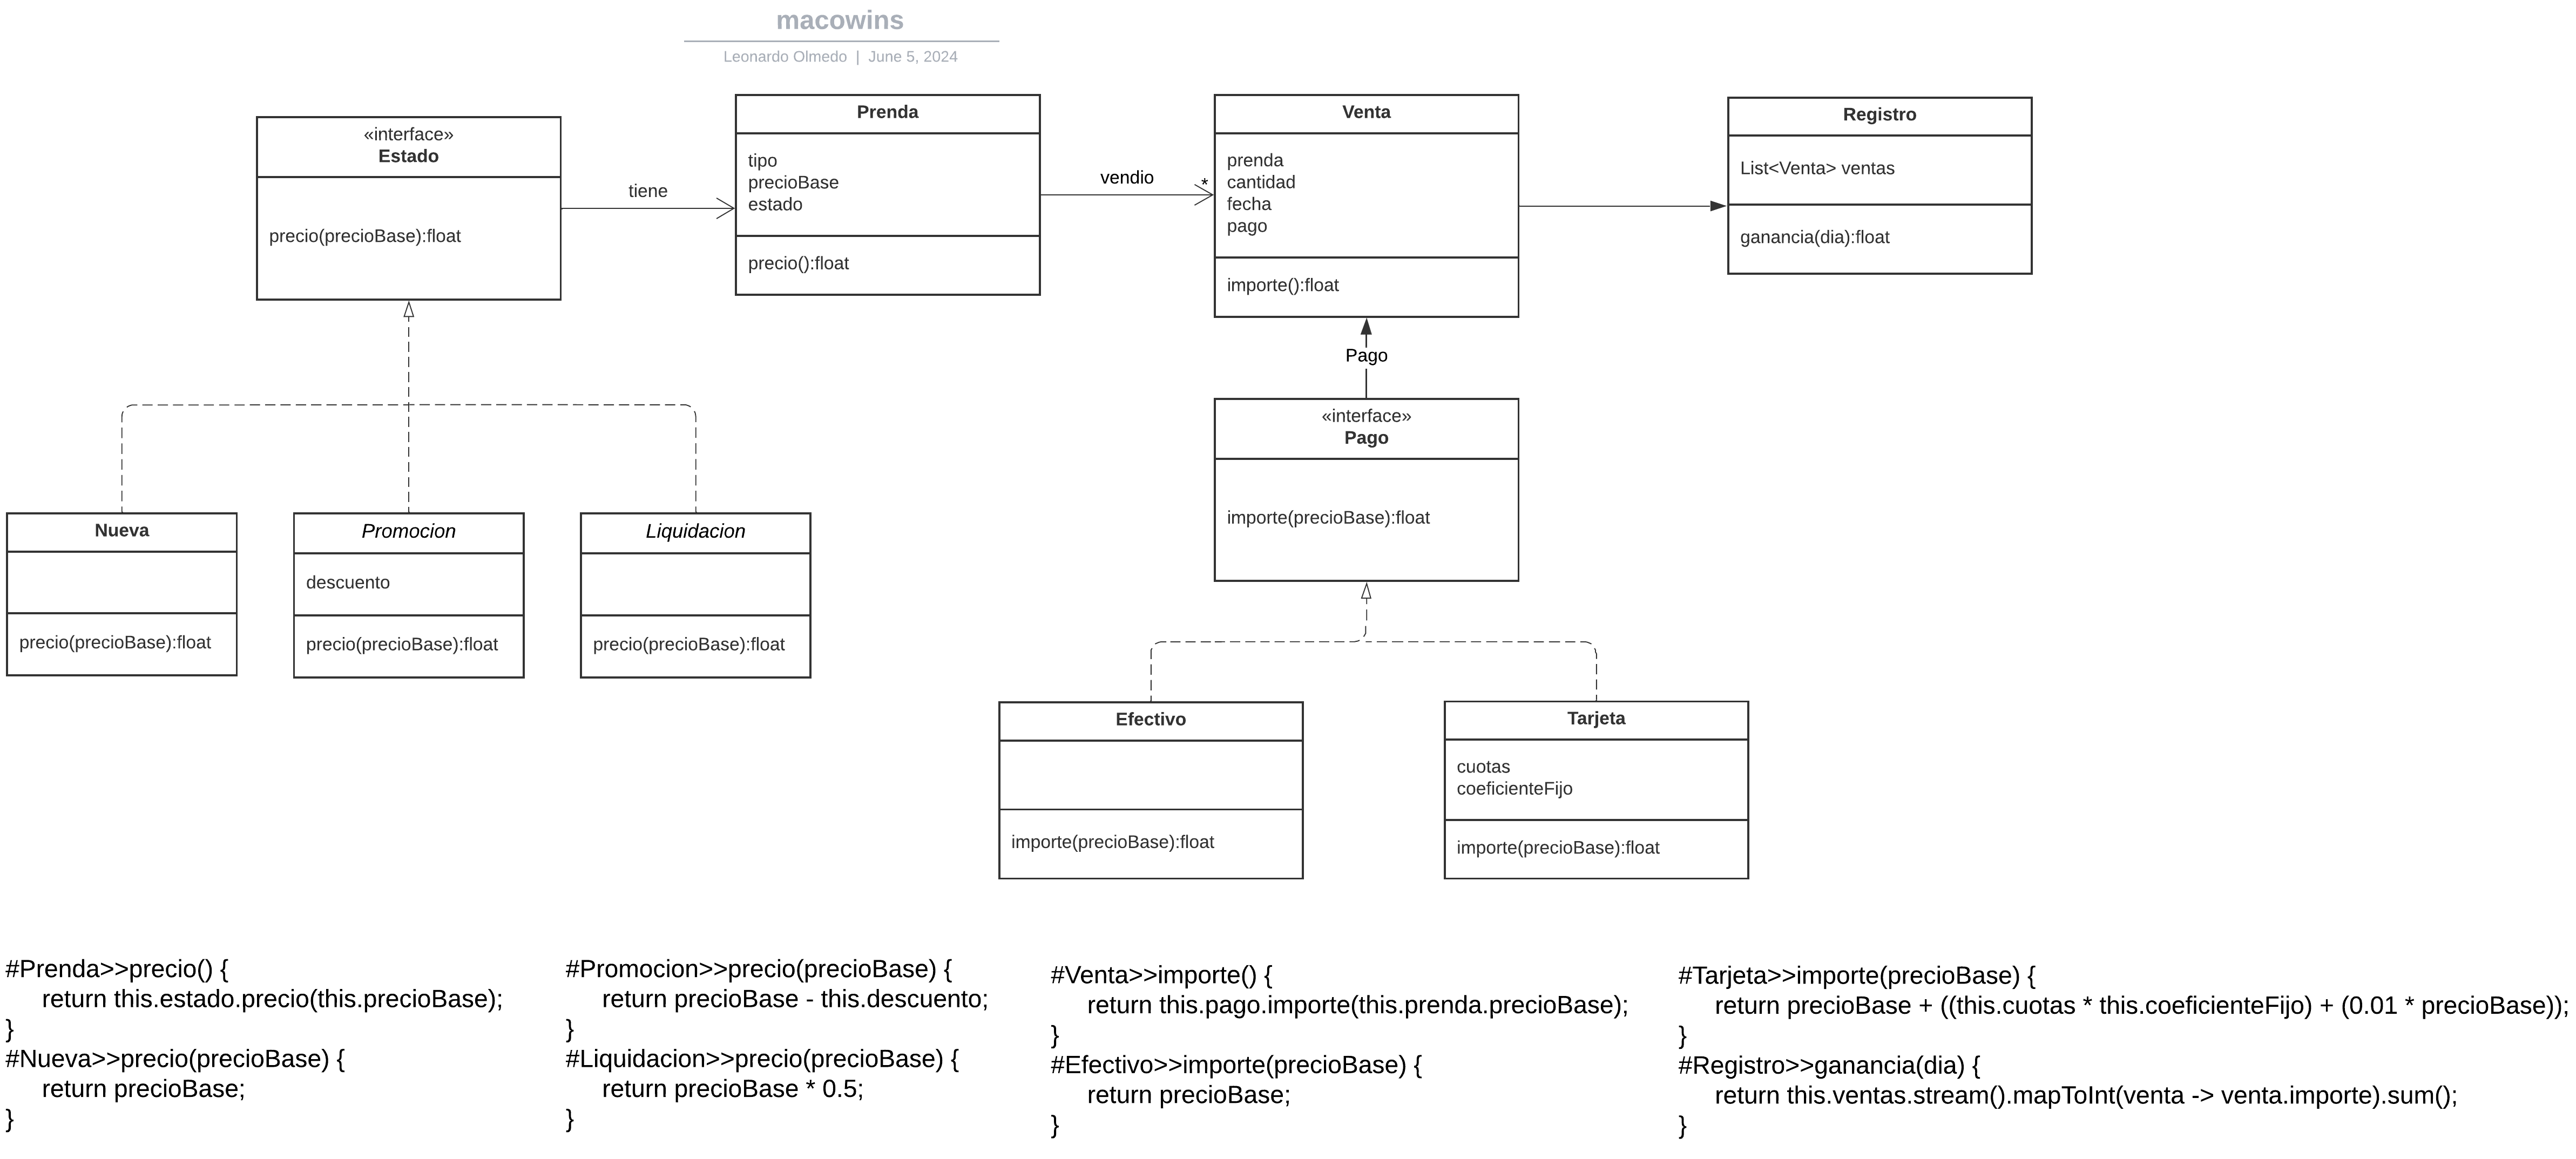 macowins
Leonardo Olmedo | June 5, 2024
«interface»
Estado
precio(precioBase):float
tiene
Prenda
tipo
precioBase
estado
precio():float
vendio
*
Venta
prenda
cantidad
fecha
pago
importe():float
Registro
List<Venta> ventas
ganancia(dia):float
Pago
«interface»
Pago
importe(precioBase):float
Nueva
precio(precioBase):float
Promocion
descuento
precio(precioBase):float
Liquidacion
precio(precioBase):float
Efectivo
importe(precioBase):float
Tarjeta
cuotas
coeficienteFijo
importe(precioBase):float
#Prenda>>precio() {
return this.estado.precio(this.precioBase);
}
#Nueva>>precio(precioBase) {
return precioBase;
}
#Promocion>>precio(precioBase) {
return precioBase - this.descuento;
}
#Liquidacion>>precio(precioBase) {
return precioBase * 0.5;
}
#Venta>>importe() {
return this.pago.importe(this.prenda.precioBase);
}
#Efectivo>>importe(precioBase) {
return precioBase;
}
#Tarjeta>>importe(precioBase) {
return precioBase + ((this.cuotas * this.coeficienteFijo) + (0.01 * precioBase));
}
#Registro>>ganancia(dia) {
return this.ventas.stream().mapToInt(venta -> venta.importe).sum();
}